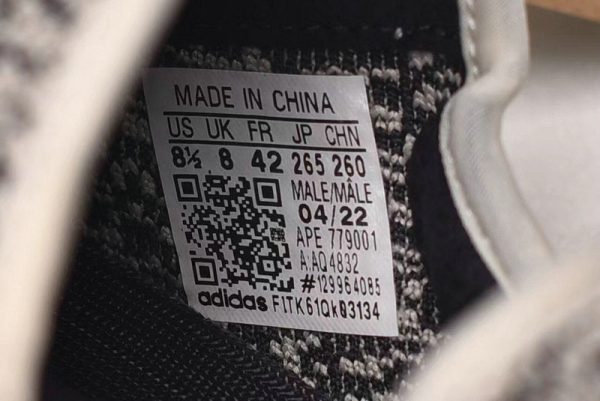 MADE IN CHINA
US UK FR JP CHN
8½ 8 42 265 260
MALE/MÂLE
04/22
APE 779001
A:AQ4832
#129964085
adidas F1TK61Qk03134